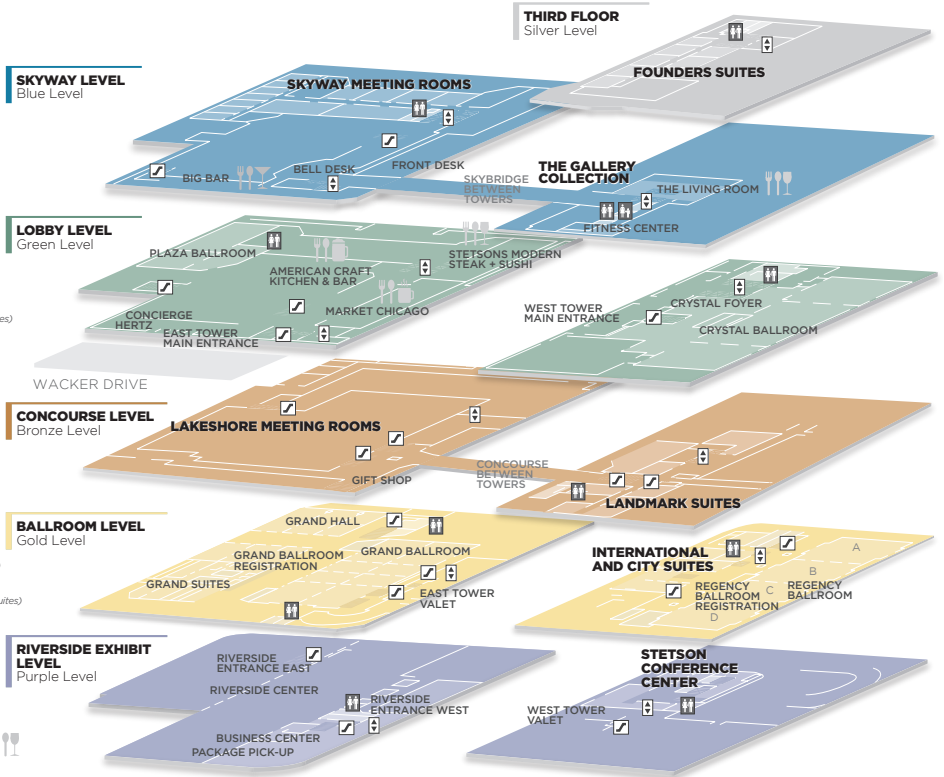 THIRD FLOOR
Silver Level
FOUNDERS SUITES
SKYWAY LEVEL
Blue Level
SKYWAY MEETING ROOMS
BIG BAR
BELL DESK
FRONT DESK
SKYBRIDGE
BETWEEN
TOWERS
THE GALLERY
COLLECTION
THE LIVING ROOM
FITNESS CENTER
LOBBY LEVEL
Green Level
PLAZA BALLROOM
AMERICAN CRAFT
KITCHEN & BAR
STETSONS MODERN
STEAK + SUSHI
MARKET CHICAGO
CONCIERGE
HERTZ
EAST TOWER
MAIN ENTRANCE
WEST TOWER
MAIN ENTRANCE
CRYSTAL FOYER
CRYSTAL BALLROOM
es)
WACKER DRIVE
CONCOURSE LEVEL
Bronze Level
LAKESHORE MEETING ROOMS
GIFT SHOP
CONCOURSE
BETWEEN
TOWERS
LANDMARK SUITES
BALLROOM LEVEL
Gold Level
GRAND HALL
GRAND BALLROOM
REGISTRATION
GRAND BALLROOM
GRAND SUITES
EAST TOWER
VALET
INTERNATIONAL
AND CITY SUITES
A
B
C
D
REGENCY
BALLROOM
REGISTRATION
REGENCY
BALLROOM
uites)
RIVERSIDE EXHIBIT
LEVEL
Purple Level
RIVERSIDE
ENTRANCE EAST
RIVERSIDE CENTER
RIVERSIDE
ENTRANCE WEST
BUSINESS CENTER
PACKAGE PICK-UP
STETSON
CONFERENCE
CENTER
WEST TOWER
VALET